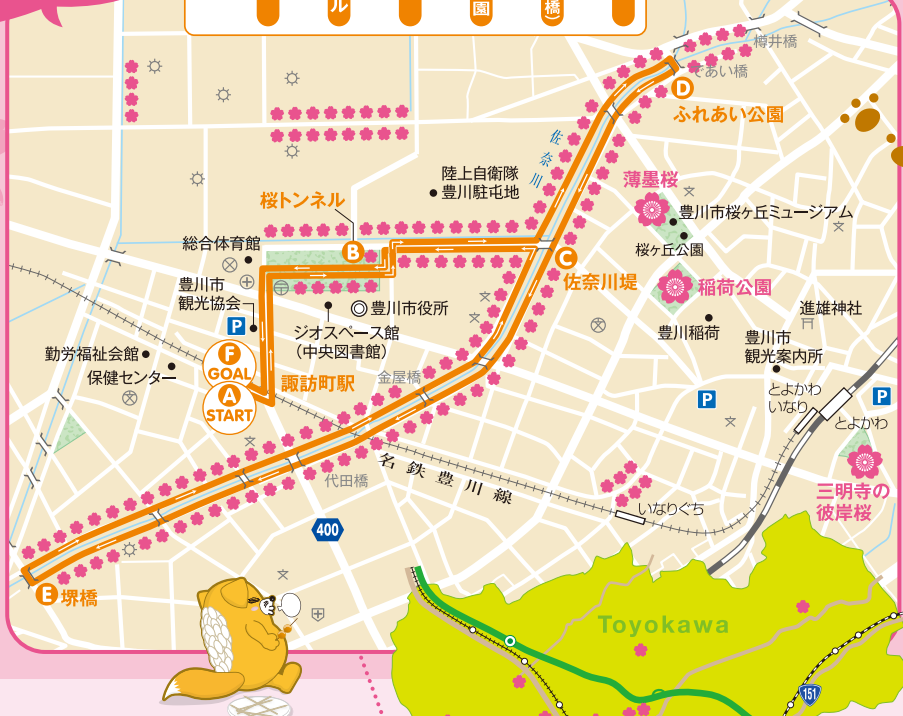 ル
園
橋)
樽井橋
であい橋
D
ふれあい公園
佐奈川
陸上自衛隊
豊川駐屯地
薄墨桜
桜トンネル
豊川市桜ヶ丘ミュージアム
総合体育館
B
桜ヶ丘公園
C
佐奈川堤
豊川市
観光協会
稲荷公園
豊川市役所
進雄神社
P
ジオスペース館
(中央図書館)
豊川稲荷
豊川市
観光案内所
勤労福祉会館
F
GOAL
保健センター
諏訪町駅
金屋橋
A
START
P
とよかわ
いなり
P
とよかわ
名鉄豊川線
代田橋
三明寺の
彼岸桜
いなりぐち
400
E
堺橋
Toyokawa
151